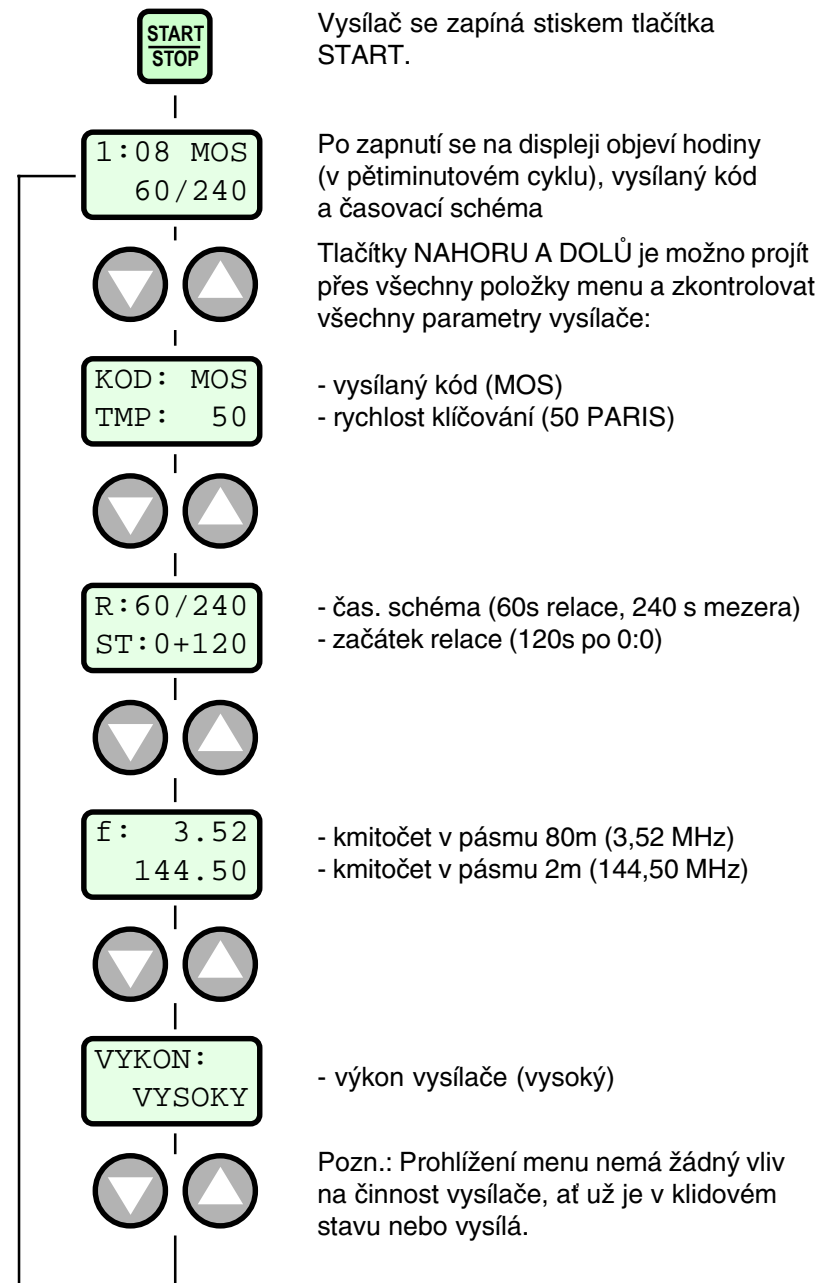 START
STOP
Vysílač se zapíná stiskem tlačítka
START.
1:08 MOS
60/240
Po zapnutí se na displeji objeví hodiny
(v pětiminutovém cyklu), vysílaný kód
a časovací schéma
Tlačítky NAHORU A DOLŮ je možno projít
přes všechny položky menu a zkontrolovat
všechny parametry vysílače:
KOD: MOS
TMP: 50
- vysílaný kód (MOS)
- rychlost klíčování (50 PARIS)
R:60/240
ST:0+120
- čas. schéma (60s relace, 240 s mezera)
- začátek relace (120s po 0:0)
f: 3.52
144.50
- kmitočet v pásmu 80m (3,52 MHz)
- kmitočet v pásmu 2m (144,50 MHz)
VYKON:
VYSOKY
- výkon vysílače (vysoký)
Pozn.: Prohlížení menu nemá žádný vliv
na činnost vysílače, ať už je v klidovém
stavu nebo vysílá.